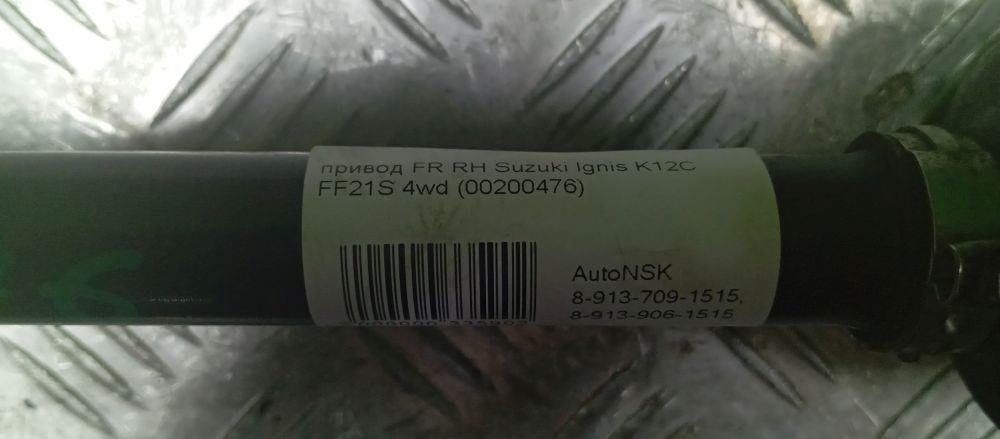 привод FR RH Suzuki Ignis K12C
FF21S 4wd (00200476)
AutoNSK
8-913-709-1515,
8-913-906-1515